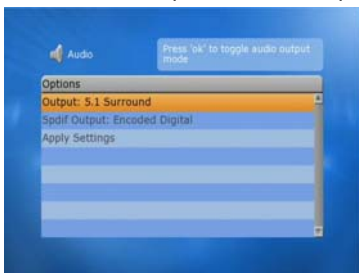 Audio
Press 'ok' to toggle audio output
mode
Options
Output: 5.1 Surround
Spdif Output: Encoded Digital
Apply Settings